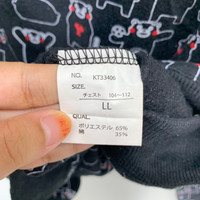 NO. KT33406
SIZE.
チェスト 104〜112
LL
QUAL.
ポリエステル 65%
綿 35%